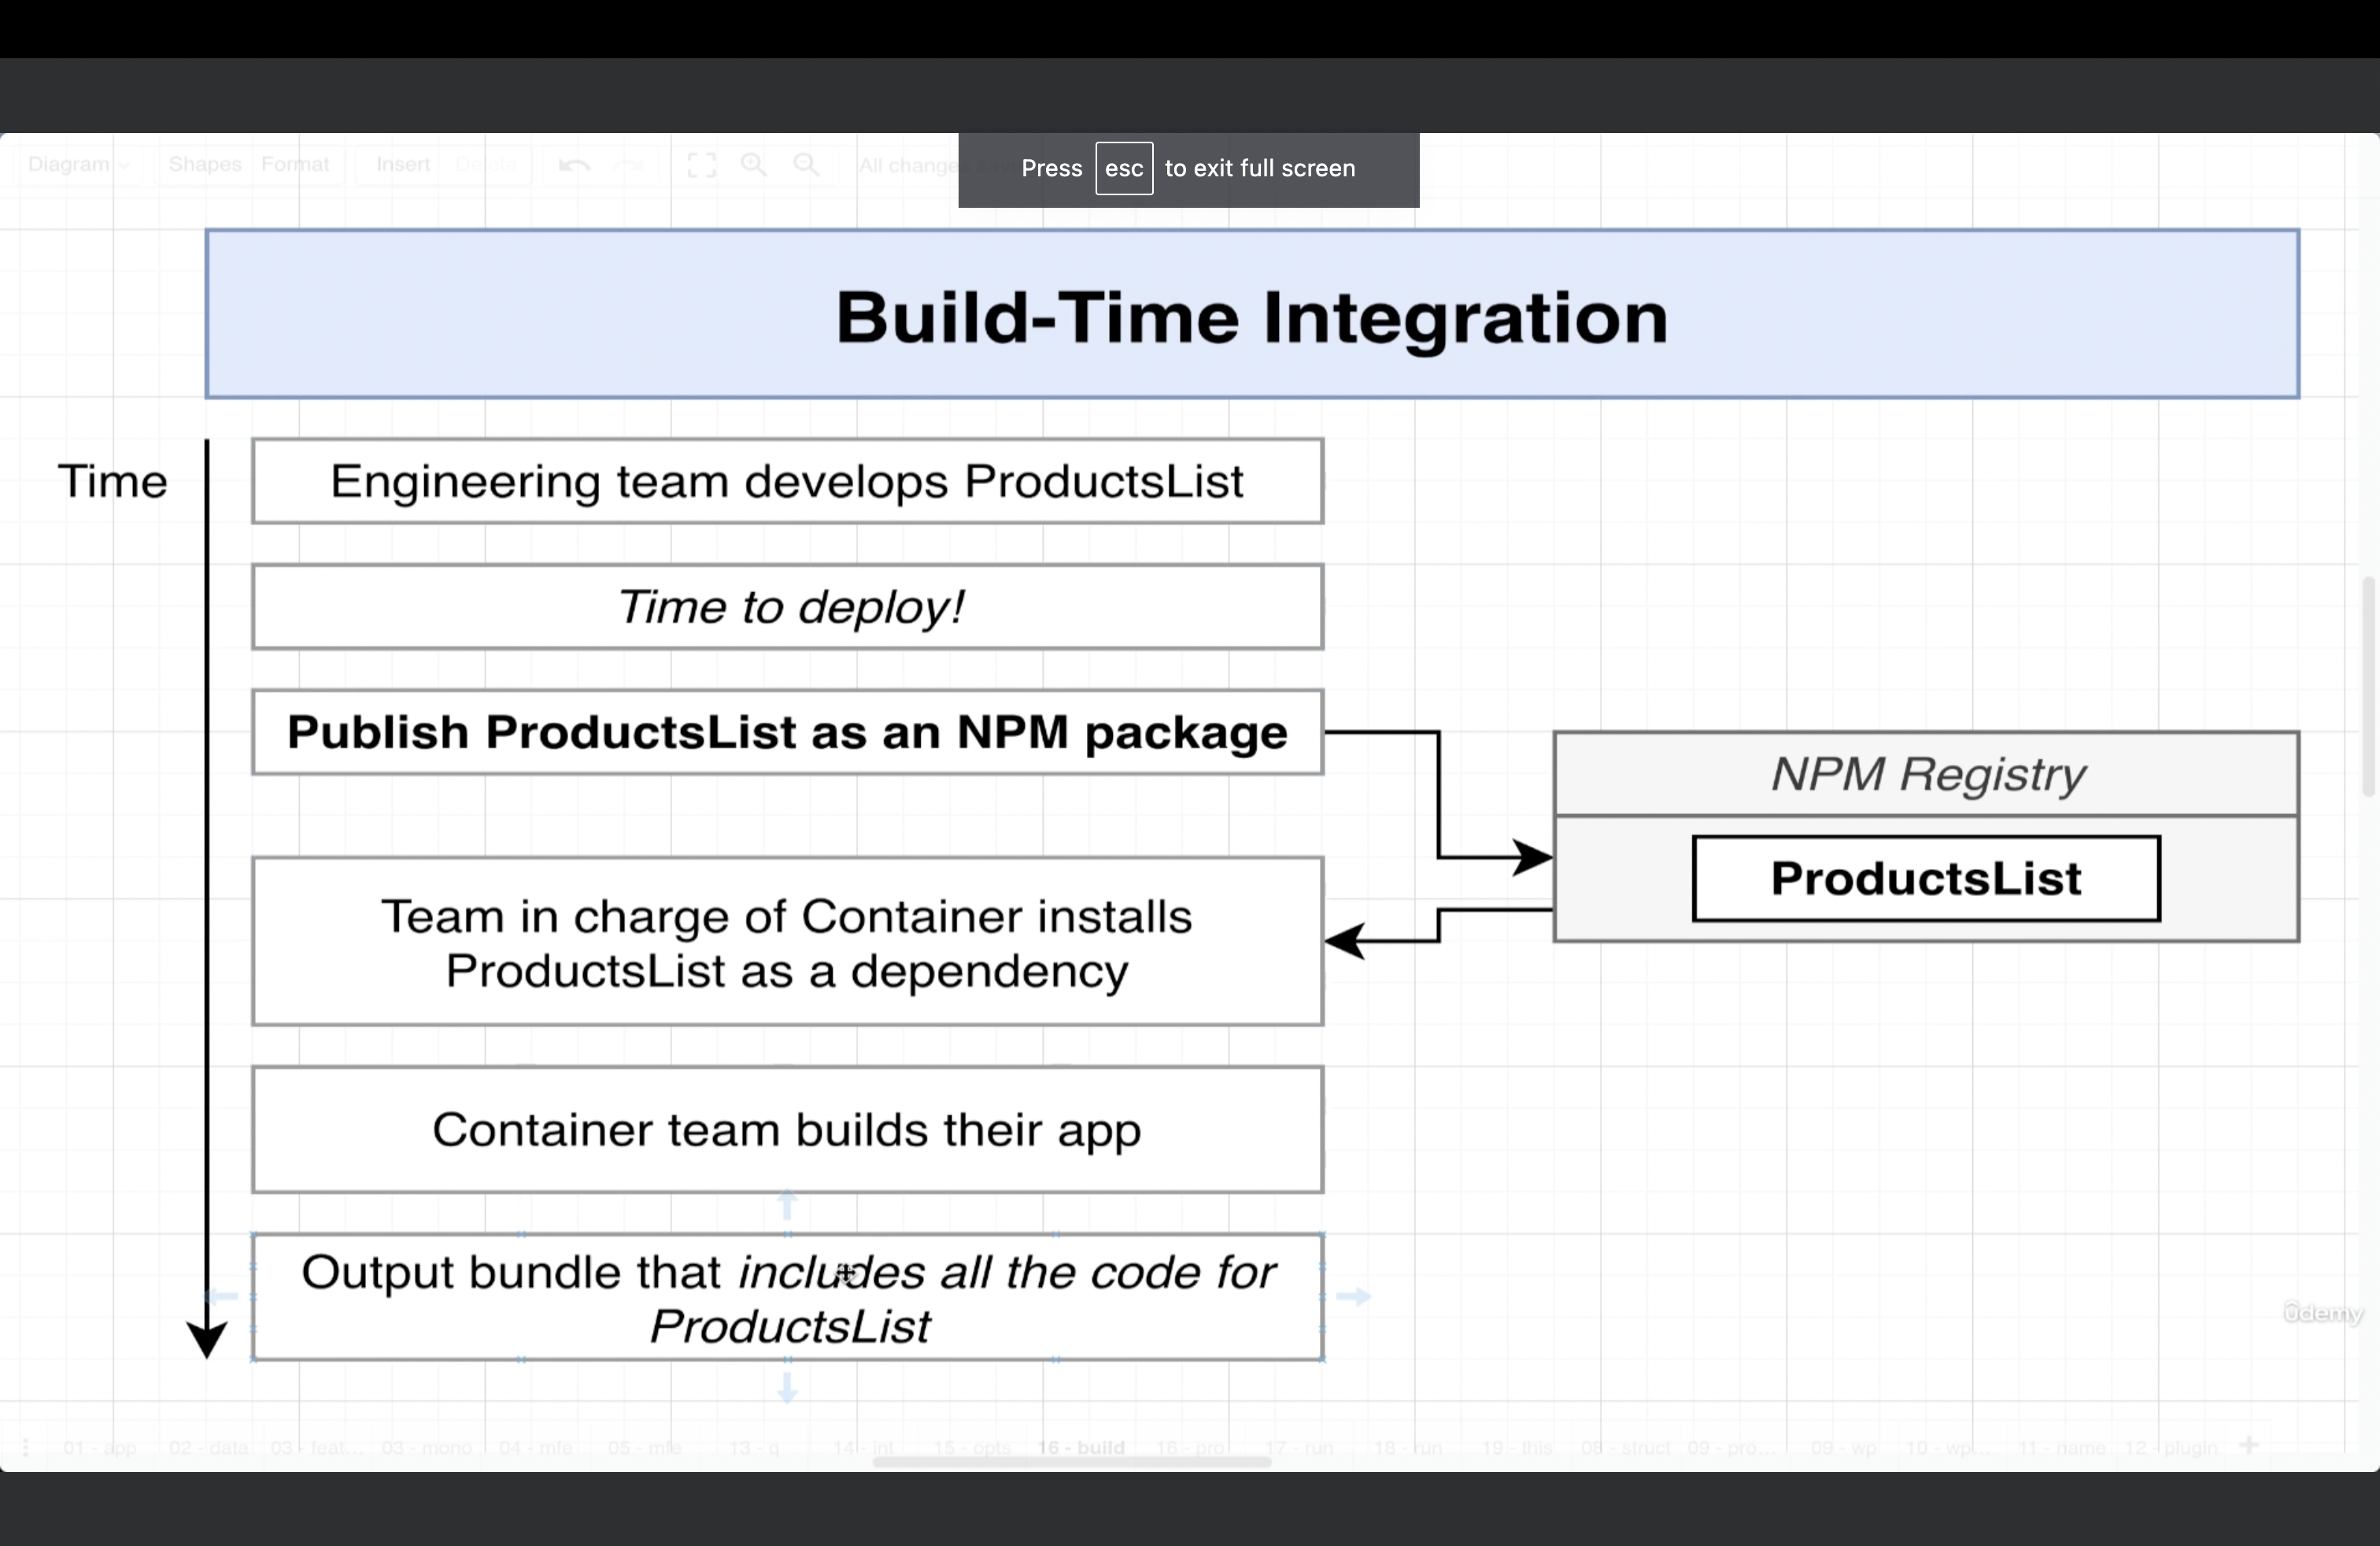 Diagram
Shapes
Format
Insert
Delete
All change
Press esc to exit full screen
Build-Time Integration
Time
Engineering team develops ProductsList
Time to deploy!
Publish ProductsList as an NPM package
NPM Registry
ProductsList
Team in charge of Container installs
ProductsList as a dependency
Container team builds their app
Output bundle that includes all the code for
ProductsList
ûdemy
01 - app
02 - data
03 - feat...
03 - mono
04 - mfe
05 - mfe
13 - q
14 - int
15 - opts
16 - build
16 - pro
17 - run
18 - run
19 - this
08 - struct
09 - pro...
09 - wp
10 - wp...
11 - name
12 - plugin